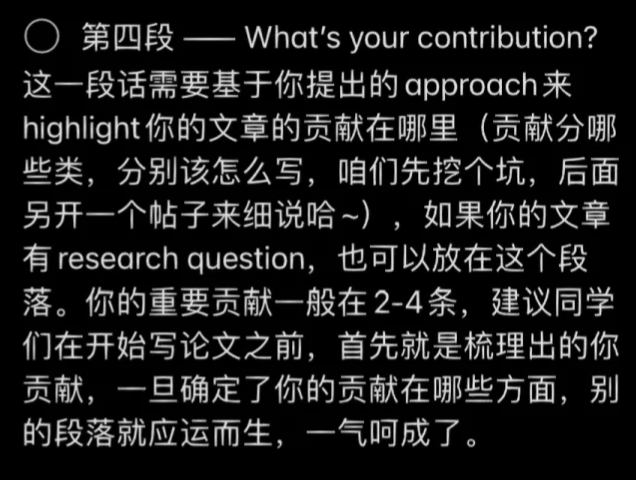 ○ 第四段 —— What's your contribution?
这一段话需要基于你提出的approach来
highlight你的文章的贡献在哪里（贡献分哪
些类，分别该怎么写，咱们先挖个坑，后面
另开一个帖子来细说哈~），如果你的文章
有research question，也可以放在这个段
落。你的重要贡献一般在2-4条，建议同学
们在开始写论文之前，首先就是梳理出的你
贡献，一旦确定了你的贡献在哪些方面，别
的段落就应运而生，一气呵成了。